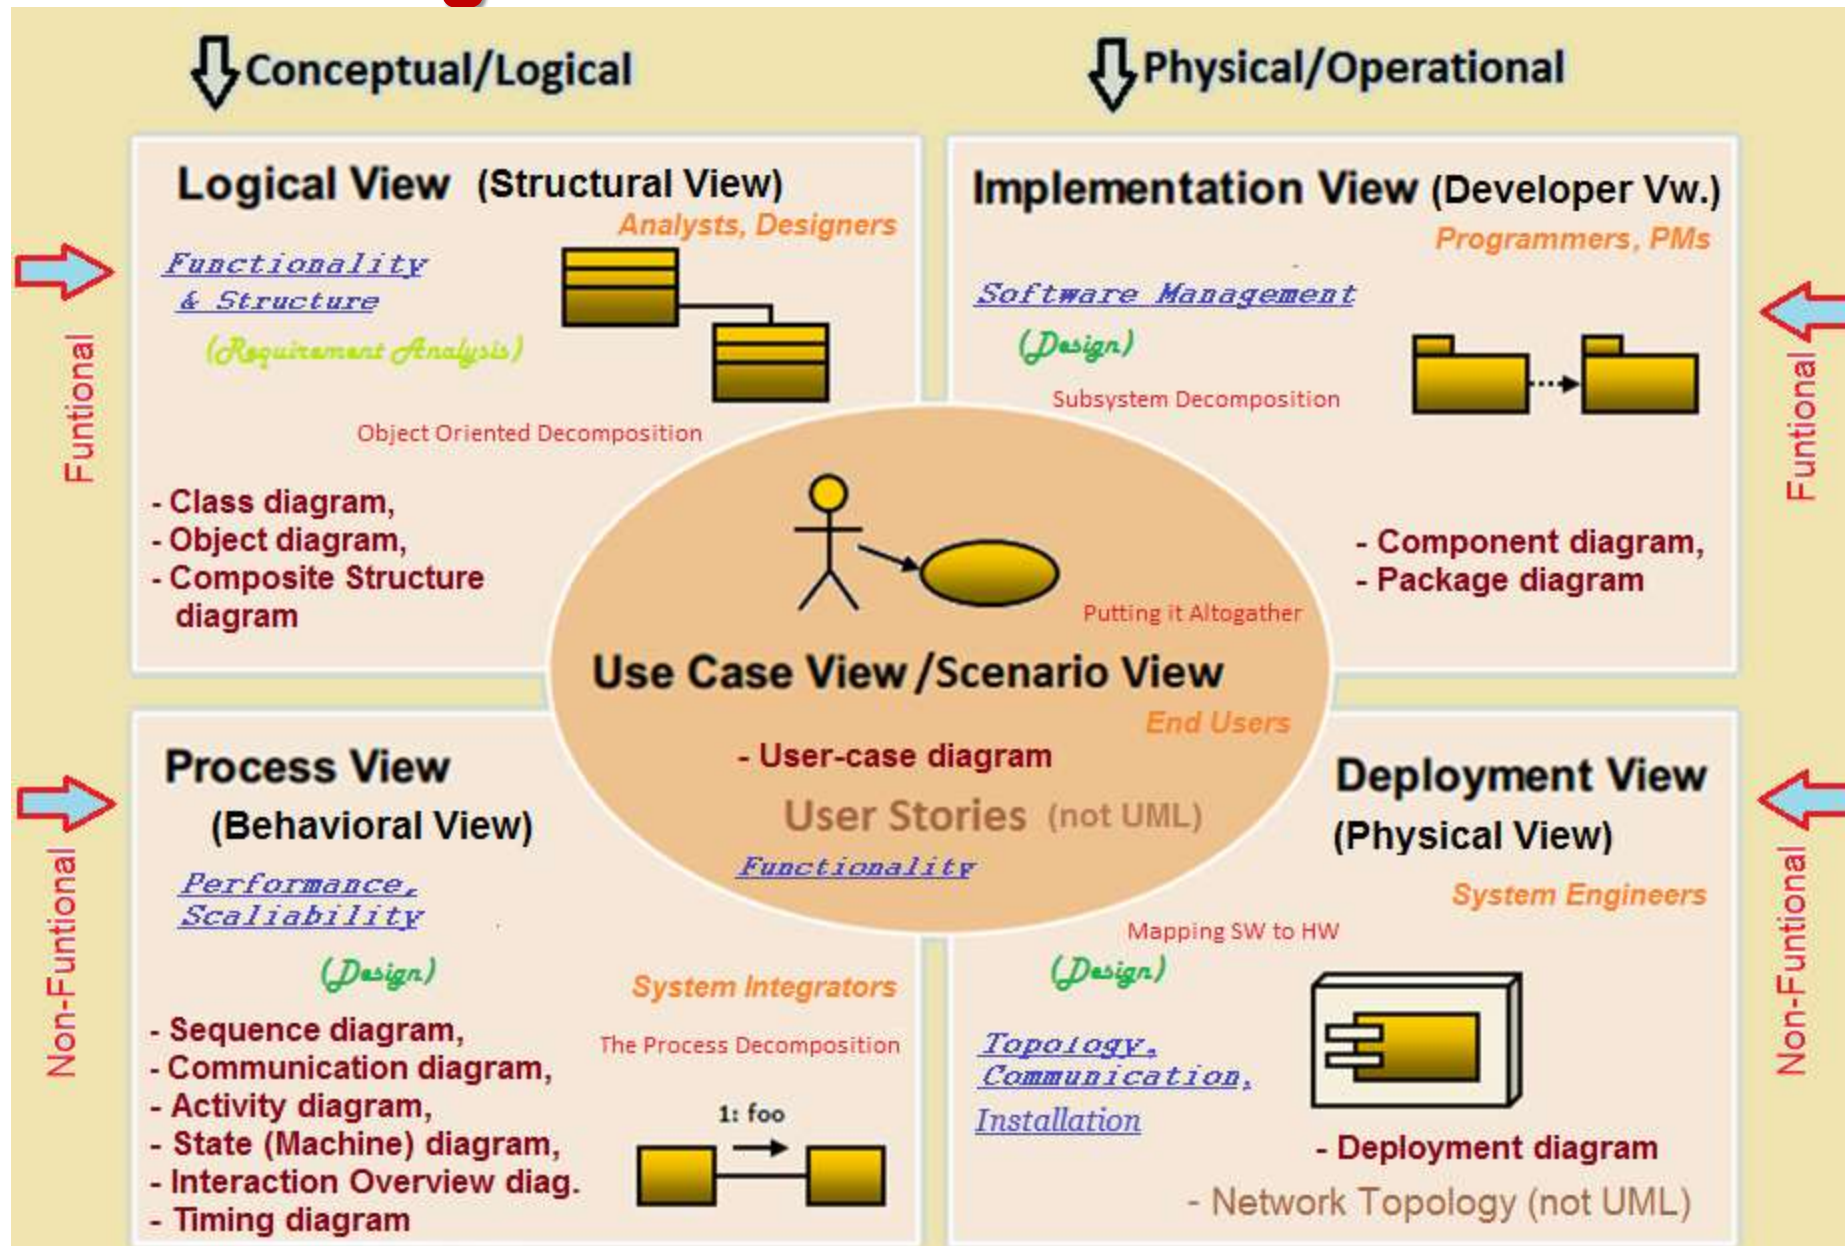 Conceptual/Logical
Physical/Operational
Logical View (Structural View)
Analysts, Designers
Functionality
& Structure
(Requirement Analysis)
Object Oriented Decomposition
- Class diagram,
- Object diagram,
- Composite Structure
diagram
Funtional
Implementation View (Developer Vw.)
Programmers, PMs
Software Management
(Design)
Subsystem Decomposition
- Component diagram,
- Package diagram
Funtional
Putting it Altogather
Use Case View /Scenario View
End Users
- User-case diagram
User Stories (not UML)
Functionality
Process View
(Behavioral View)
Performance,
Scaliability
(Design)
System Integrators
The Process Decomposition
- Sequence diagram,
- Communication diagram,
- Activity diagram,
- State (Machine) diagram,
- Interaction Overview diag.
- Timing diagram
1: foo
Non-Funtional
Deployment View
(Physical View)
System Engineers
Mapping SW to HW
(Design)
Topology,
Communication,
Installation
- Deployment diagram
- Network Topology (not UML)
Non-Funtional